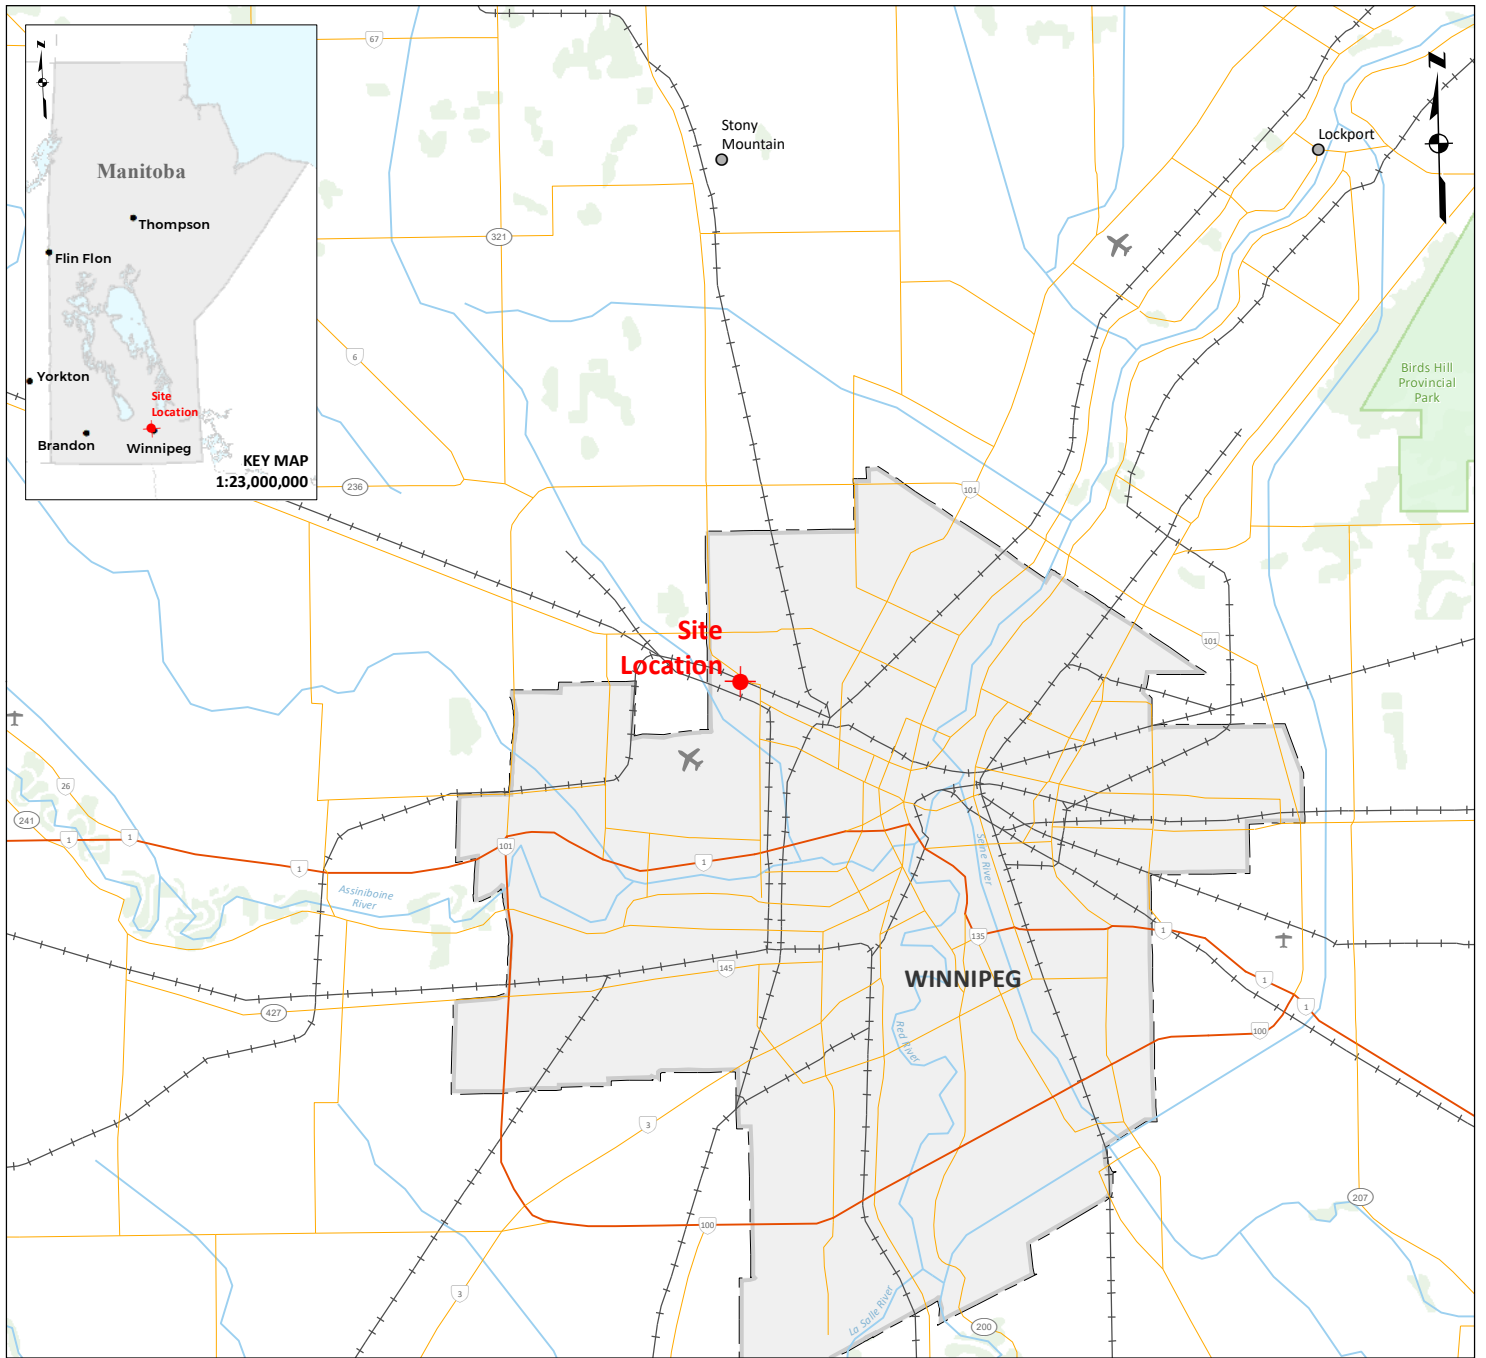 67
Stony
Mountain
Lockport
z
z
Manitoba
Thompson
Flin Flon
321
6
Birds Hill
Provincial
Park
Yorkton
Site
Location
Brandon
Winnipeg
KEY MAP
1:23,000,000
236
101
Site
Location
101
26
241
1
1
101
1
1
Seine River
Assiniboine
River
135
1
145
WINNIPEG
1
1
427
100
Red River
3
207
100
3
La Salle River
200